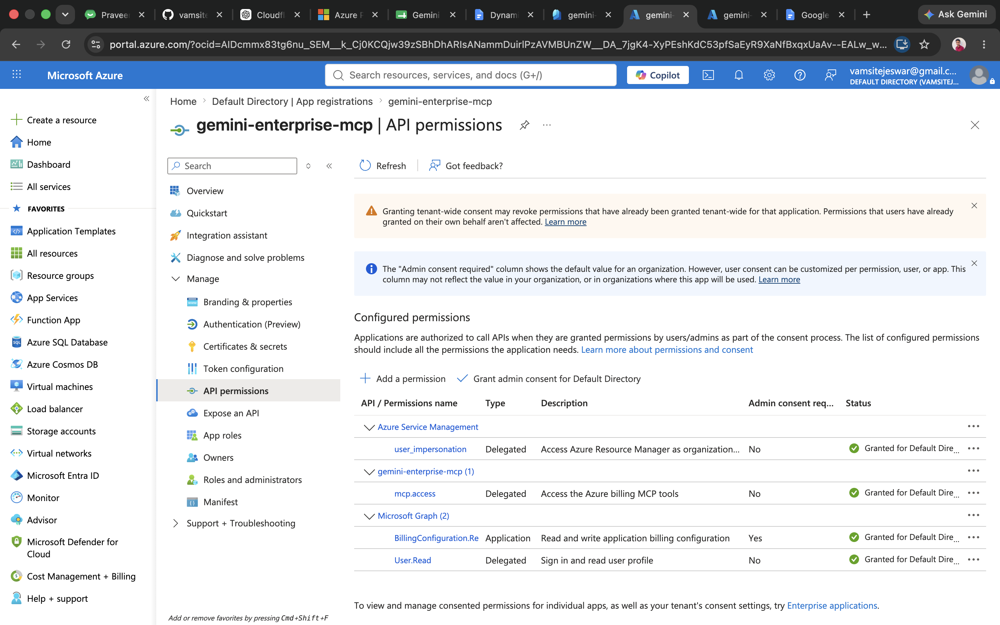 Praveen
vamsite
Cloudfl
Azure P
Gemini
Dynami
gemini-
gemini-
gemini-
Google
Ask Gemini
portal.azure.com/?ocid=AIDcmmx83tg6nu_SEM__k_Cj0KCQjw39zSBhDhARIsANammDuirlPzAVMBUnZW__DA_7jgK4-XyPEshKdC53pfSaEyR9XaNfBxqxUaAv--EALw_w...
Microsoft Azure
Search resources, services, and docs (G+/)
Copilot
vamsitejeswar@gmail.c...
DEFAULT DIRECTORY (VAMSITEJ...
Create a resource
Home
Dashboard
All services
FAVORITES
Application Templates
All resources
Resource groups
App Services
Function App
Azure SQL Database
Azure Cosmos DB
Virtual machines
Load balancer
Storage accounts
Virtual networks
Microsoft Entra ID
Monitor
Advisor
Microsoft Defender for
Cloud
Cost Management + Billing
Help + support
Home > Default Directory | App registrations > gemini-enterprise-mcp
gemini-enterprise-mcp | API permissions
Search
Overview
Quickstart
Integration assistant
Diagnose and solve problems
Manage
Branding & properties
Authentication (Preview)
Certificates & secrets
Token configuration
API permissions
Expose an API
App roles
Owners
Roles and administrators
Manifest
Support + Troubleshooting
Add or remove favorites by pressing Cmd+Shift+F
Refresh
Got feedback?
Granting tenant-wide consent may revoke permissions that have already been granted tenant-wide for that application. Permissions that users have already
granted on their own behalf aren't affected. Learn more
The "Admin consent required" column shows the default value for an organization. However, user consent can be customized per permission, user, or app. This
column may not reflect the value in your organization, or in organizations where this app will be used. Learn more
Configured permissions
Applications are authorized to call APIs when they are granted permissions by users/admins as part of the consent process. The list of configured permissions
should include all the permissions the application needs. Learn more about permissions and consent
Add a permission
Grant admin consent for Default Directory
API / Permissions name Type Description Admin consent req... Status
Azure Service Management
user_impersonation Delegated Access Azure Resource Manager as organization... No Granted for Default Dire...
gemini-enterprise-mcp (1)
mcp.access Delegated Access the Azure billing MCP tools No Granted for Default Dire...
Microsoft Graph (2)
BillingConfiguration.Re Application Read and write application billing configuration Yes Granted for Default Dire...
User.Read Delegated Sign in and read user profile No Granted for Default Dire...
To view and manage consented permissions for individual apps, as well as your tenant's consent settings, try Enterprise applications.